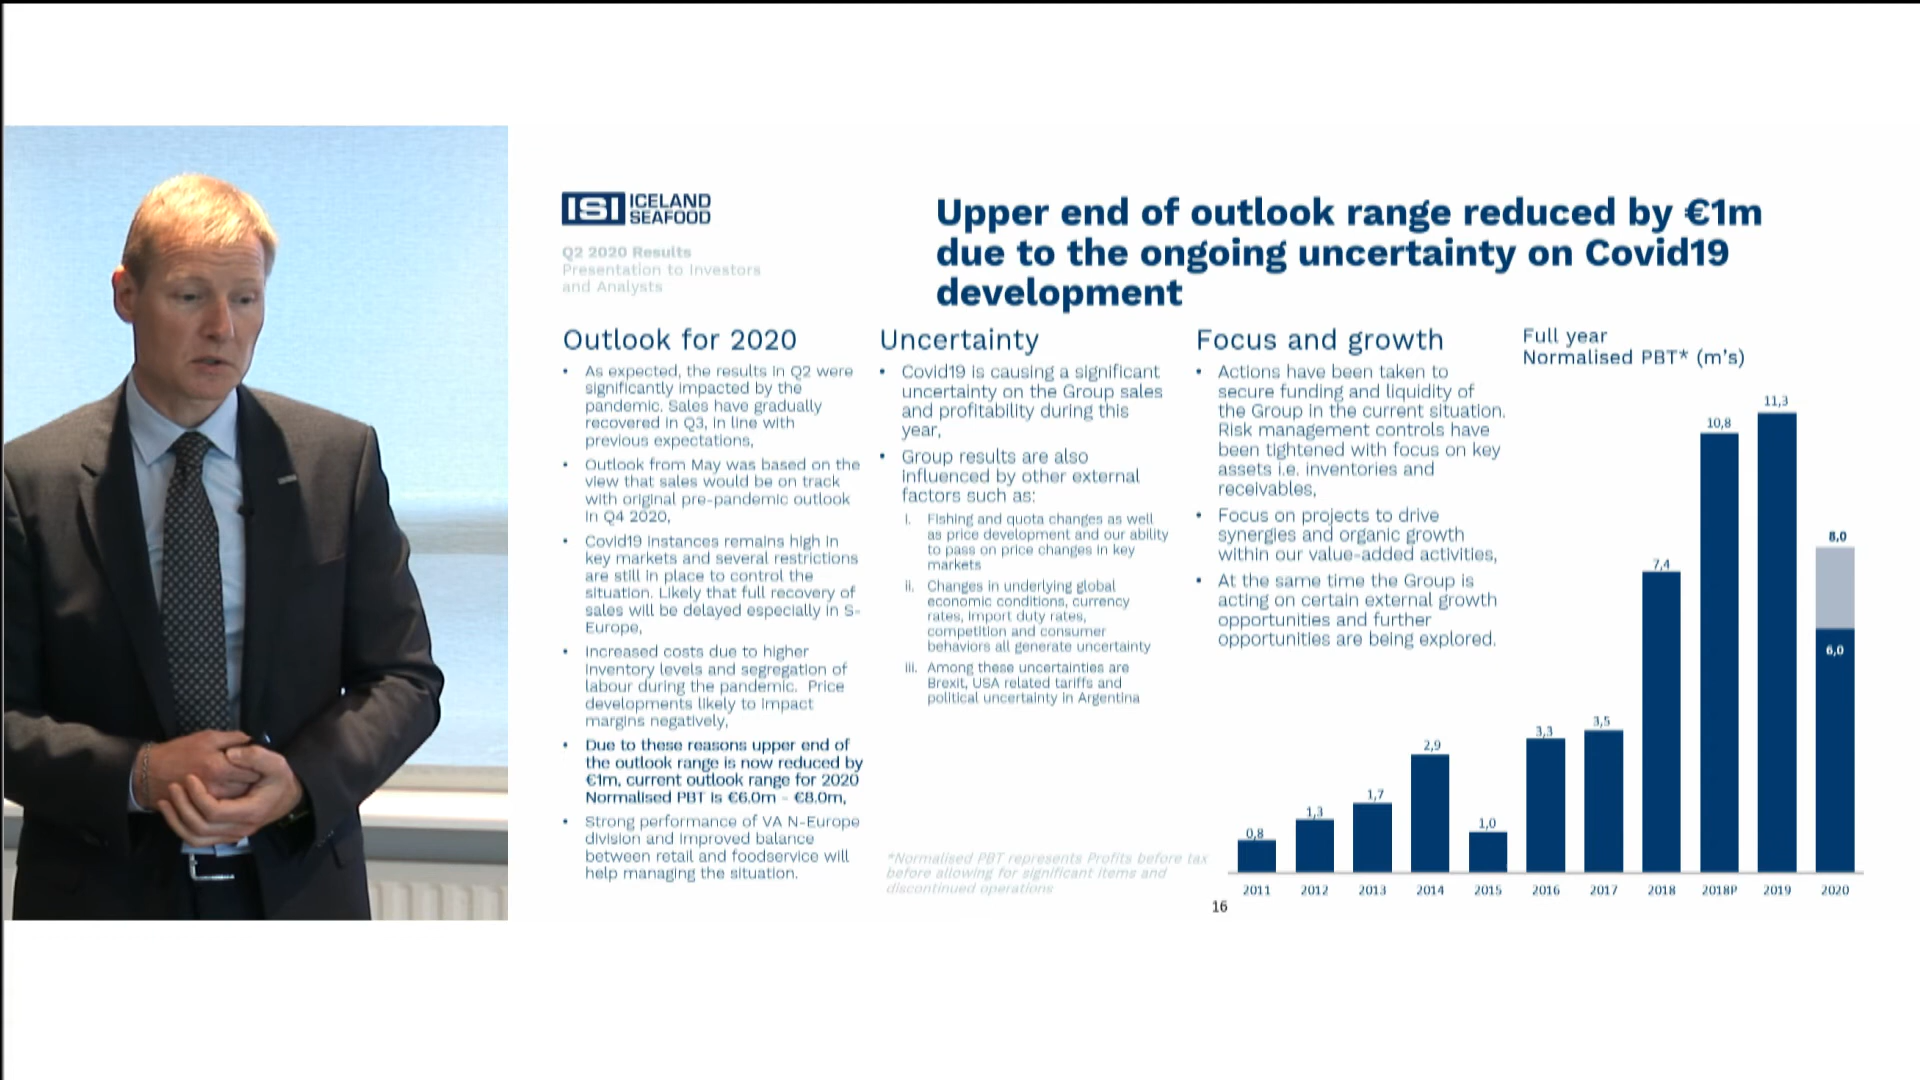 ISI ICELAND
SEAFOOD
Q2 2020 Results
Presentation to Investors
and Analysts
Upper end of outlook range reduced by €1m
due to the ongoing uncertainty on Covid19
development
Outlook for 2020
• As expected, the results in Q2 were
significantly impacted by the
pandemic. Sales have gradually
recovered in Q3, in line with
previous expectations,
• Outlook from May was based on the
view that sales would be on track
with original pre-pandemic outlook
in Q4 2020,
• Covid19 instances remains high in
key markets and several restrictions
are still in place to control the
situation. Likely that full recovery of
sales will be delayed especially in S-
Europe,
• Increased costs due to higher
inventory levels and segregation of
labour during the pandemic. Price
developments likely to impact
margins negatively,
• Due to these reasons upper end of
the outlook range is now reduced by
€1m, current outlook range for 2020
Normalised PBT is €6.0m - €8.0m,
• Strong performance of VA N-Europe
division and improved balance
between retail and foodservice will
help managing the situation.
Uncertainty
• Covid19 is causing a significant
uncertainty on the Group sales
and profitability during this
year,
• Group results are also
influenced by other external
factors such as:
i. Fishing and quota changes as well
as price development and our ability
to pass on price changes in key
markets
ii. Changes in underlying global
economic conditions, currency
rates, import duty rates,
competition and consumer
behaviors all generate uncertainty
iii. Among these uncertainties are
Brexit, USA related tariffs and
political uncertainty in Argentina
*Normalised PBT represents Profits before tax
before allowing for significant items and
discontinued operations
Focus and growth
• Actions have been taken to
secure funding and liquidity of
the Group in the current situation.
Risk management controls have
been tightened with focus on key
assets i.e. inventories and
receivables,
• Focus on projects to drive
synergies and organic growth
within our value-added activities,
• At the same time the Group is
acting on certain external growth
opportunities and further
opportunities are being explored.
Full year
Normalised PBT* (m's)
0,8
1,3
1,7
2,9
1,0
3,3
3,5
7,4
10,8
11,3
8,0
6,0
2011 2012 2013 2014 2015 2016 2017 2018 2018P 2019 2020
16